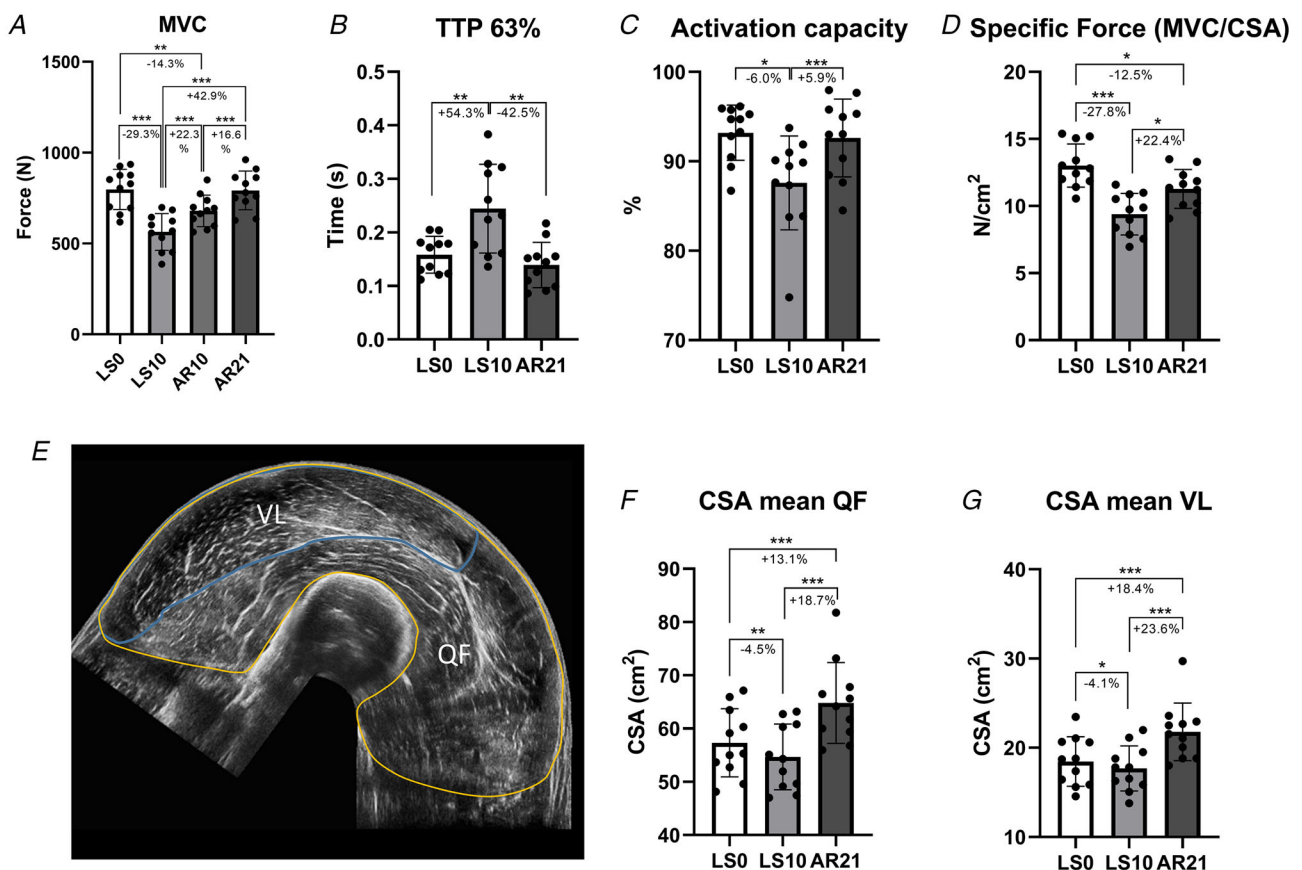 A
MVC
**
-14.3%
***
+42.9%
***
***
***
-29.3%
+22.3
%
+16.6
%
1000
500
0
Force (N)
LS0
LS10
AR10
AR21
B
TTP 63%
**
**
+54.3%
-42.5%
0.5
0.4
0.3
0.2
0.1
0.0
Time (s)
LS0
LS10
AR21
C
Activation capacity
*
***
-6.0%
+5.9%
100
90
80
70
%
LS0
LS10
AR21
D
Specific Force (MVC/CSA)
*
-12.5%
***
-27.8%
*
+22.4%
20
15
10
5
0
N/cm²
LS0
LS10
AR21
E
VL
QF
F
CSA mean QF
***
+13.1%
***
+18.7%
**
-4.5%
90
80
70
60
50
40
CSA (cm²)
LS0
LS10
AR21
G
CSA mean VL
***
+18.4%
***
+23.6%
*
-4.1%
40
30
20
10
CSA (cm²)
LS0
LS10
AR21